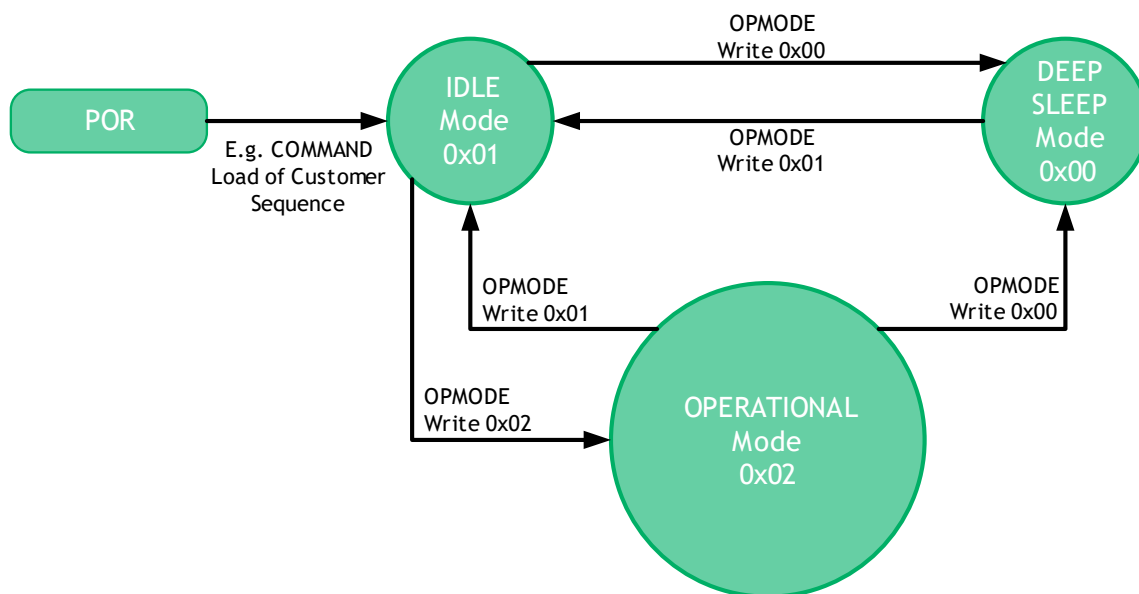 POR
E.g. COMMAND
Load of Customer
Sequence
IDLE
Mode
0x01
OPMODE
Write 0x00
OPMODE
Write 0x01
DEEP
SLEEP
Mode
0x00
OPMODE
Write 0x01
OPMODE
Write 0x00
OPMODE
Write 0x02
OPERATIONAL
Mode
0x02